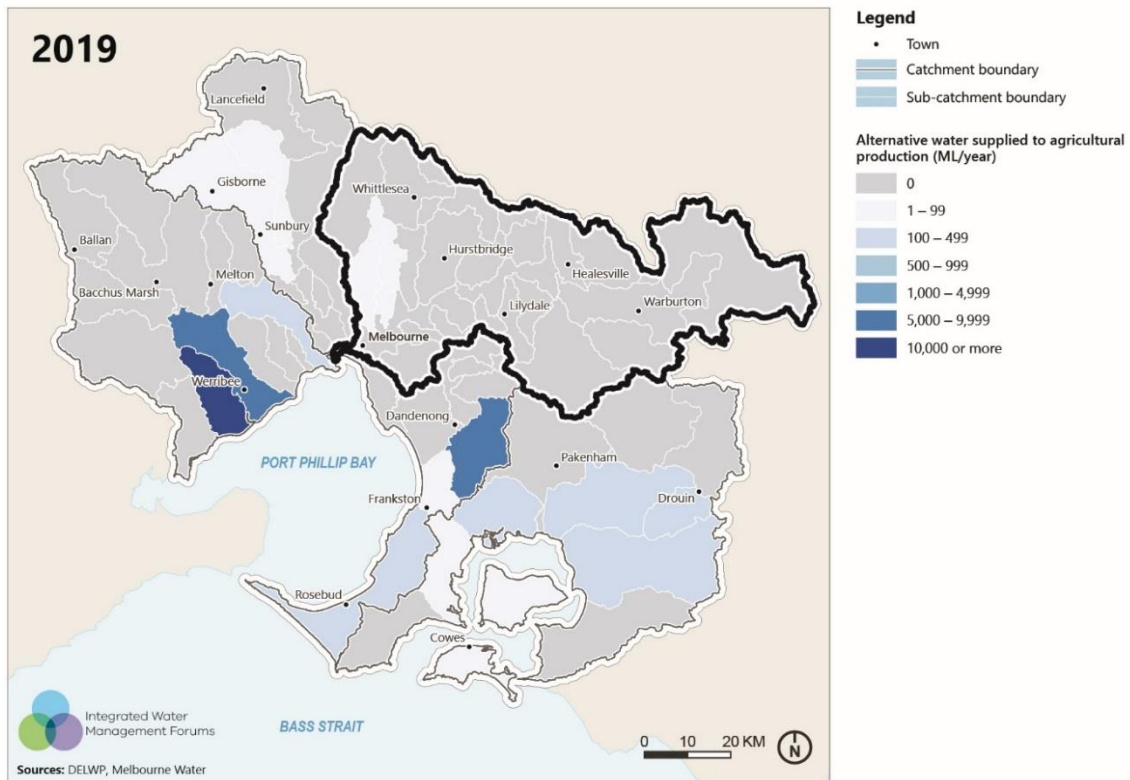 2019
Lancefield
Gisborne
Whittlesea
Sunbury
Hurstbridge
Ballan
Healesville
Melton
Bacchus Marsh
Lilydale
Warburton
Melbourne
Werribee
Dandenong
PORT PHILLIP BAY
Pakenham
Drouin
Frankston
Rosebud
Cowes
BASS STRAIT
Integrated Water
Management Forums
0 10 20 KM
N
Sources: DELWP, Melbourne Water
Legend
Town
Catchment boundary
Sub-catchment boundary
Alternative water supplied to agricultural
production (ML/year)
0
1 – 99
100 – 499
500 – 999
1,000 – 4,999
5,000 – 9,999
10,000 or more